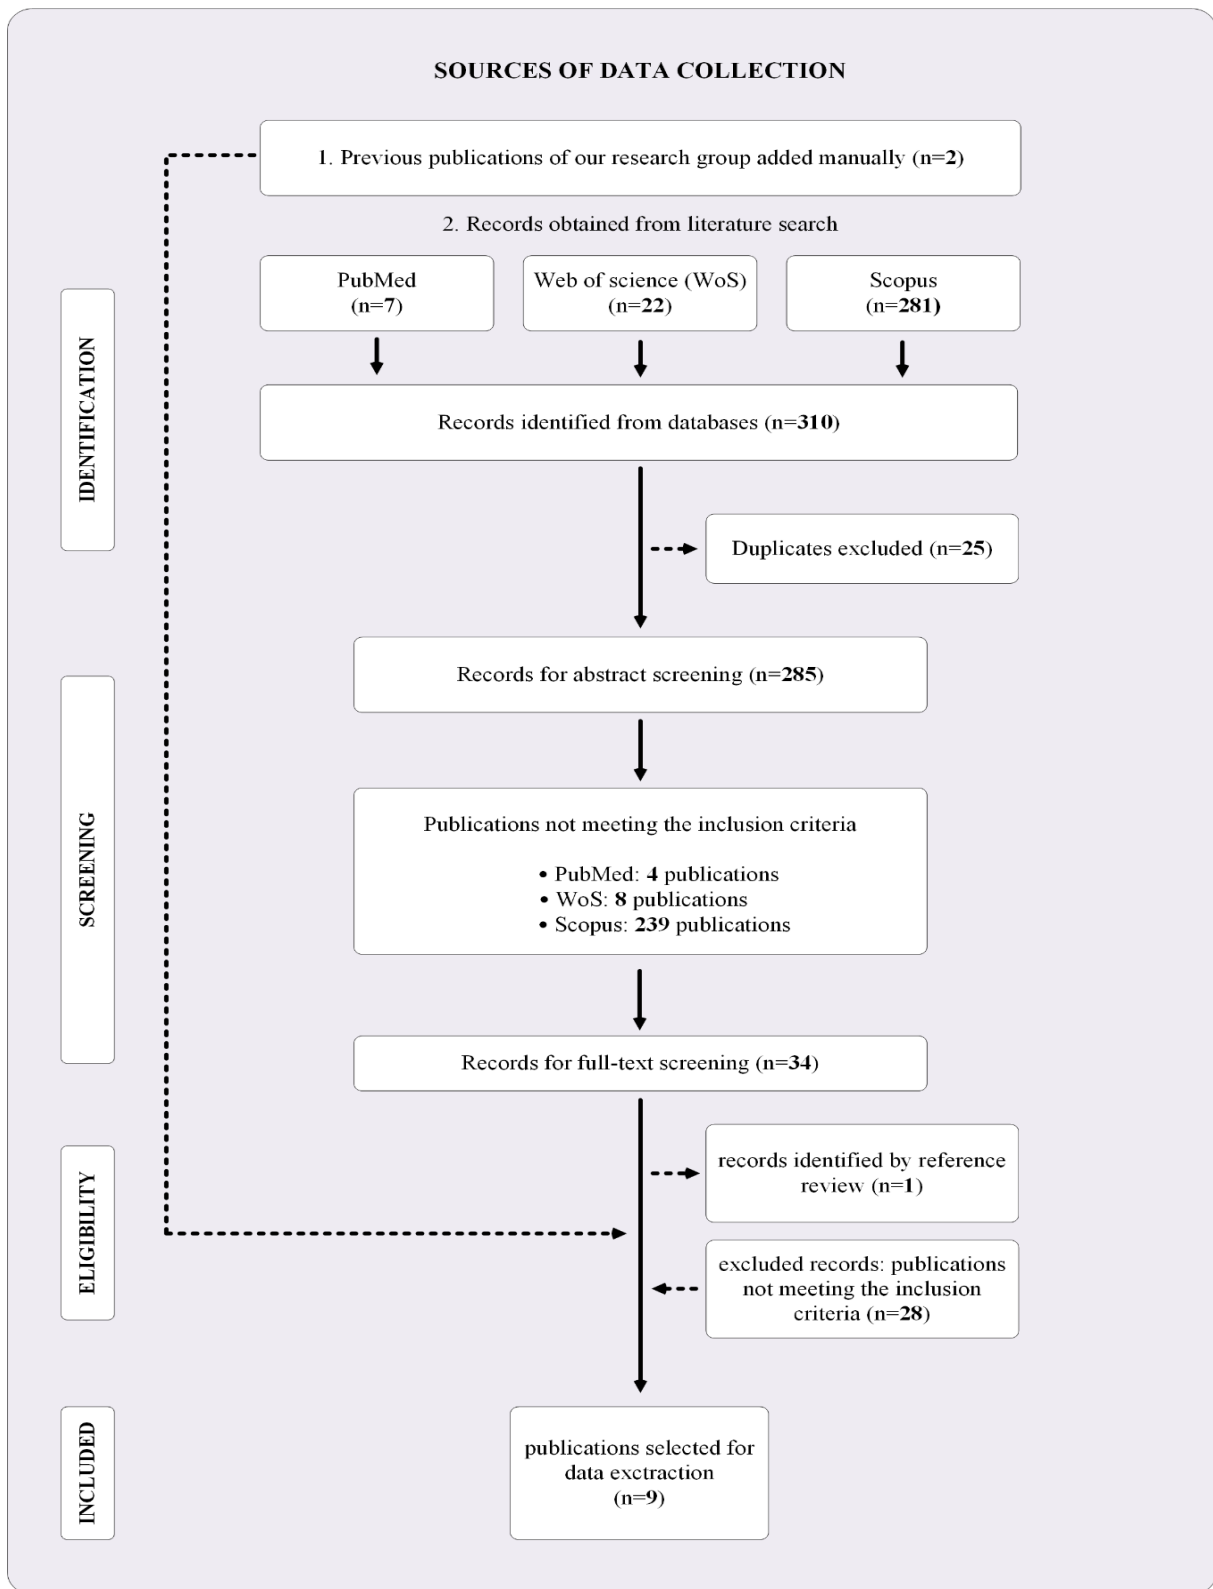 SOURCES OF DATA COLLECTION
1. Previous publications of our research group added manually (n=2)
2. Records obtained from literature search
PubMed
(n=7)
Web of science (WoS)
(n=22)
Scopus
(n=281)
IDENTIFICATION
Records identified from databases (n=310)
Duplicates excluded (n=25)
SCREENING
Records for abstract screening (n=285)
Publications not meeting the inclusion criteria
• PubMed: 4 publications
• WoS: 8 publications
• Scopus: 239 publications
Records for full-text screening (n=34)
ELIGIBILITY
records identified by reference
review (n=1)
excluded records: publications
not meeting the inclusion
criteria (n=28)
INCLUDED
publications selected for
data exctraction
(n=9)